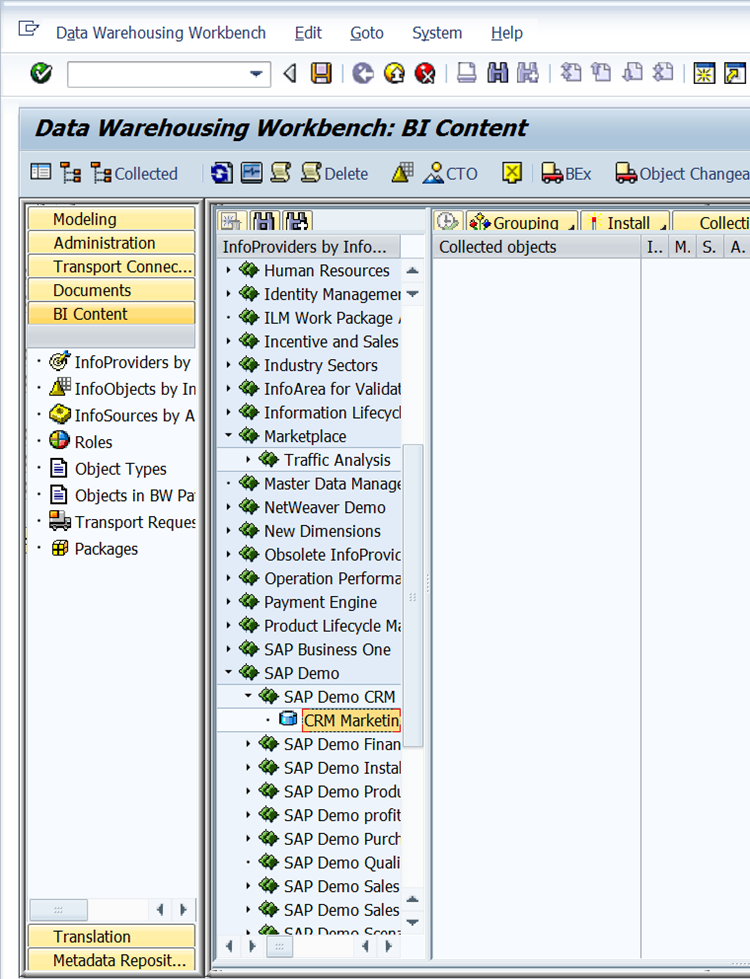 Data Warehousing Workbench Edit Goto System Help
Data Warehousing Workbench: BI Content
Collected Delete CTO BEx Object Changea
Modeling
Administration
Transport Connec...
Documents
BI Content
InfoProviders by
InfoObjects by In
InfoSources by A
Roles
Object Types
Objects in BW Pa
Transport Reques
Packages
Translation
Metadata Reposit...
InfoProviders by Info...
Human Resources
Identity Managemen
ILM Work Package A
Incentive and Sales
Industry Sectors
InfoArea for Validat
Information Lifecycl
Marketplace
Traffic Analysis
Master Data Manage
NetWeaver Demo
New Dimensions
Obsolete InfoProvid
Operation Performa
Payment Engine
Product Lifecycle Ma
SAP Business One
SAP Demo
SAP Demo CRM
CRM Marketin
SAP Demo Finan
SAP Demo Instal
SAP Demo Produ
SAP Demo profit
SAP Demo Purch
SAP Demo Quali
SAP Demo Sales
SAP Demo Sales
SAP Demo Scena
Grouping Install Collecti
Collected objects I.. M. S. A.